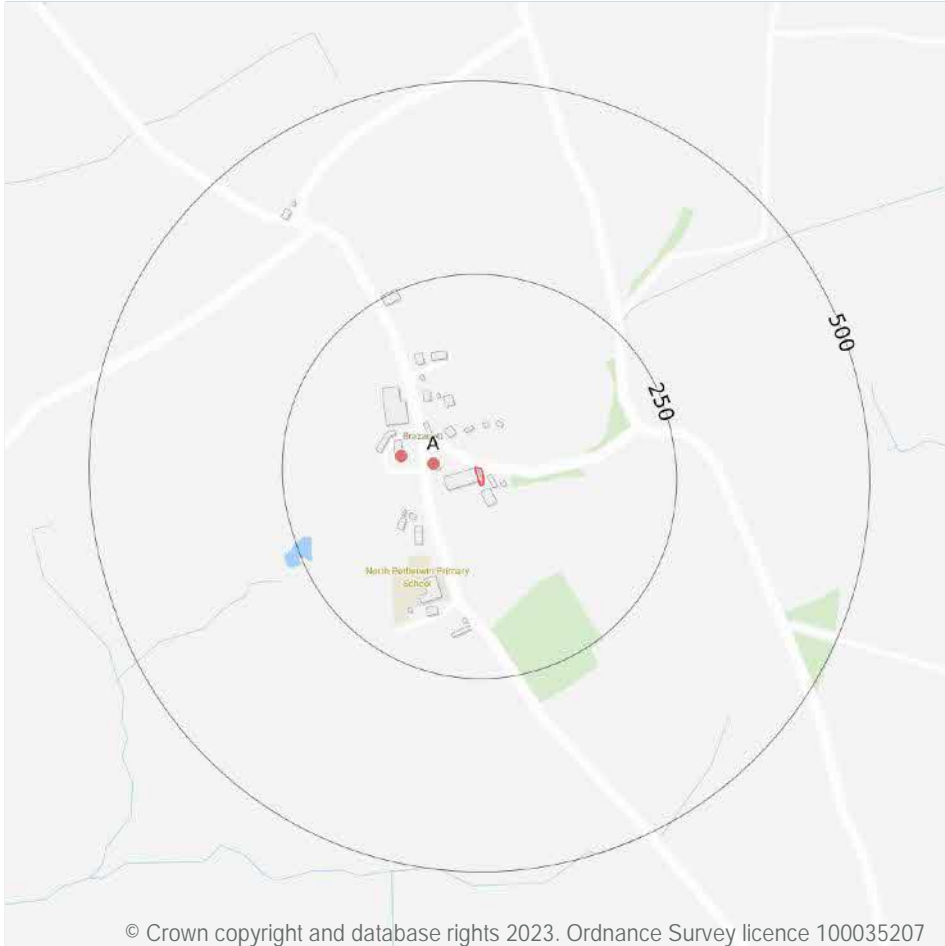 500
250
A
North Petherwin Primary
School
© Crown copyright and database rights 2023. Ordnance Survey licence 100035207